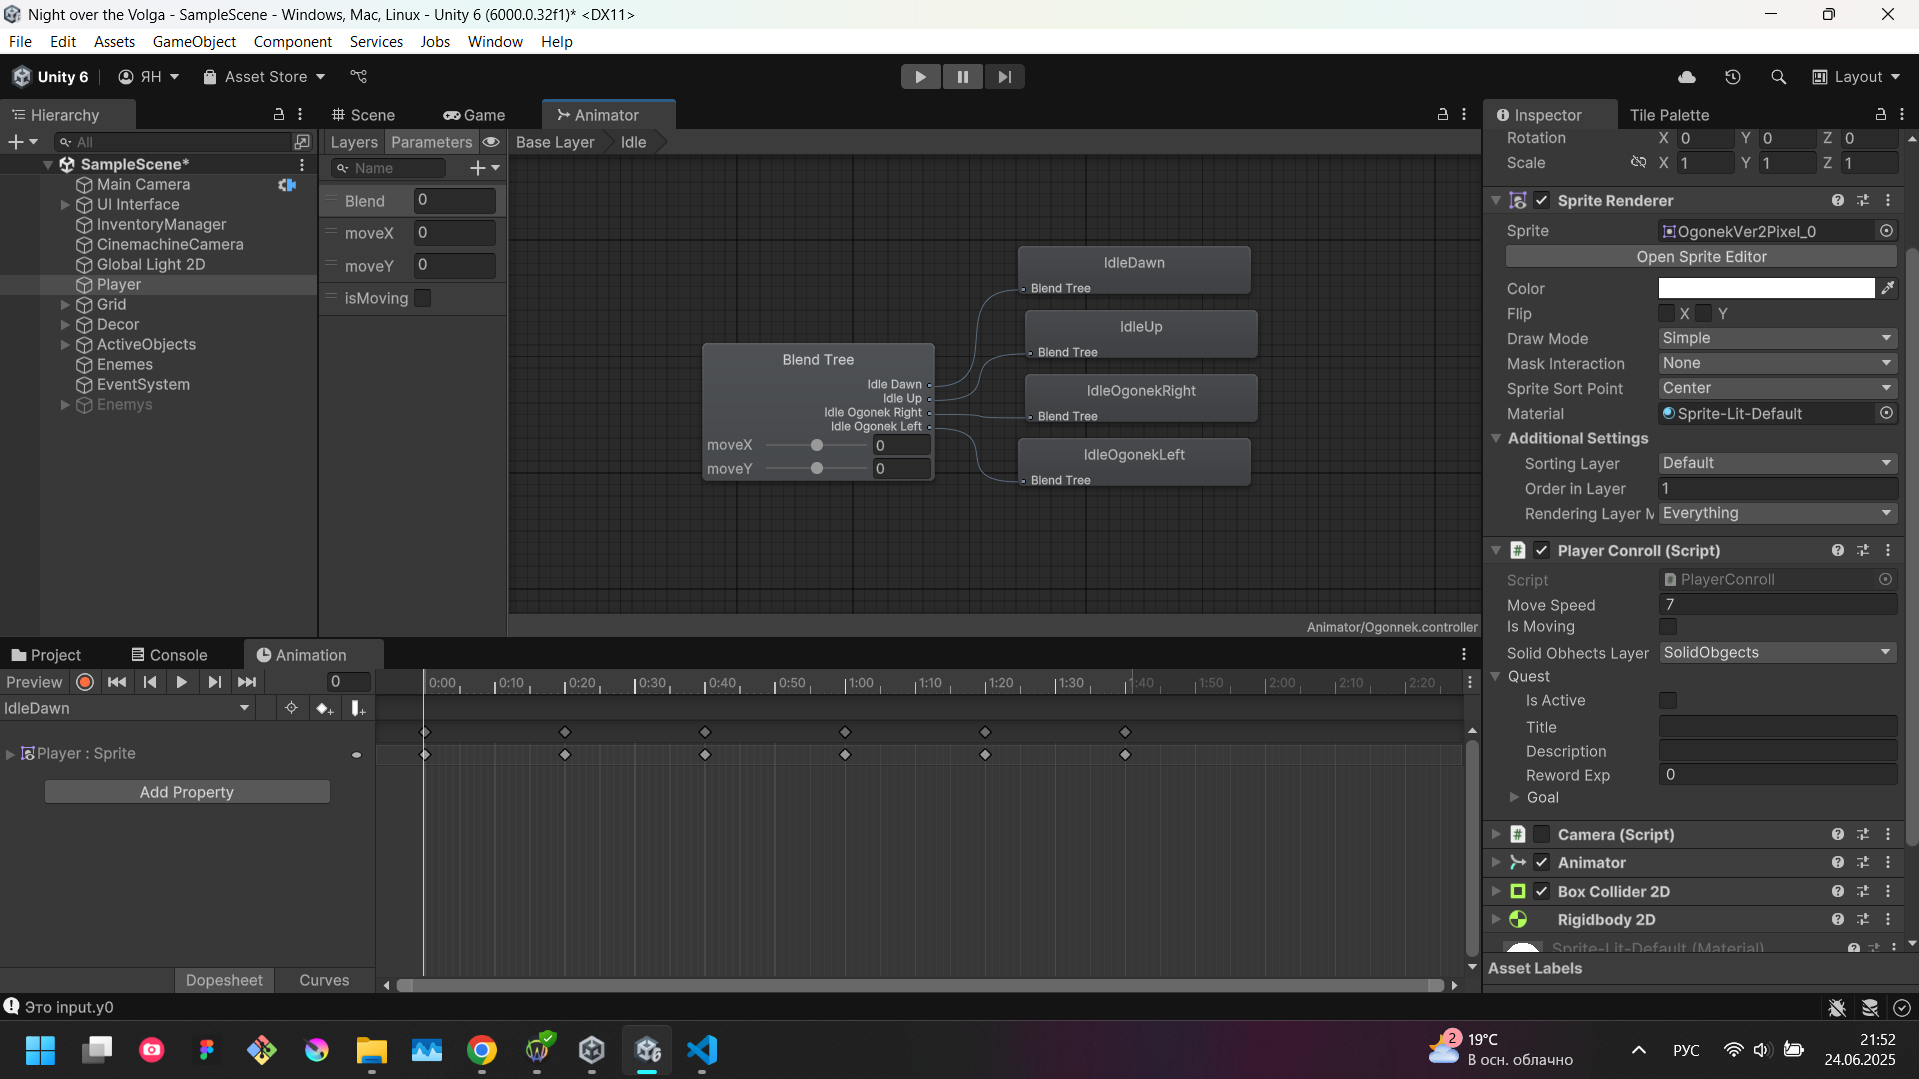 Night over the Volga - SampleScene - Windows, Mac, Linux - Unity 6 (6000.0.32f1)* <DX11>
File Edit Assets GameObject Component Services Jobs Window Help
Unity 6 ЯН Asset Store Layout
Hierarchy
All
SampleScene*
Main Camera
UI Interface
InventoryManager
CinemachineCamera
Global Light 2D
Player
Grid
Decor
ActiveObjects
Enemes
EventSystem
Enemys
Scene Game Animator
Layers Parameters Base Layer Idle
Name
Blend 0
moveX 0
moveY 0
isMoving
Blend Tree
Idle Dawn
Idle Up
Idle Ogonek Right
Idle Ogonek Left
moveX 0
moveY 0
IdleDawn
Blend Tree
IdleUp
Blend Tree
IdleOgonekRight
Blend Tree
IdleOgonekLeft
Blend Tree
Animator/Ogonnek.controller
Inspector Tile Palette
Rotation X 0 Y 0 Z 0
Scale X 1 Y 1 Z 1
Sprite Renderer
Sprite OgonekVer2Pixel_0
Open Sprite Editor
Color
Flip X Y
Draw Mode Simple
Mask Interaction None
Sprite Sort Point Center
Material Sprite-Lit-Default
Additional Settings
Sorting Layer Default
Order in Layer 1
Rendering Layer M Everything
# Player Conroll (Script)
Script PlayerConroll
Move Speed 7
Is Moving
Solid Obhects Layer SolidObgects
Quest
Is Active
Title
Description
Reword Exp 0
Goal
# Camera (Script)
Animator
Box Collider 2D
Rigidbody 2D
Sprite-Lit-Default (Material)
Asset Labels
Project Console Animation
Preview 0
0:00 0:10 0:20 0:30 0:40 0:50 1:00 1:10 1:20 1:30 1:40 1:50 2:00 2:10 2:20
IdleDawn
Player : Sprite
Add Property
Dopesheet Curves
Это input.y0
2 19°C
В осн. облачно
РУС
21:52
24.06.2025